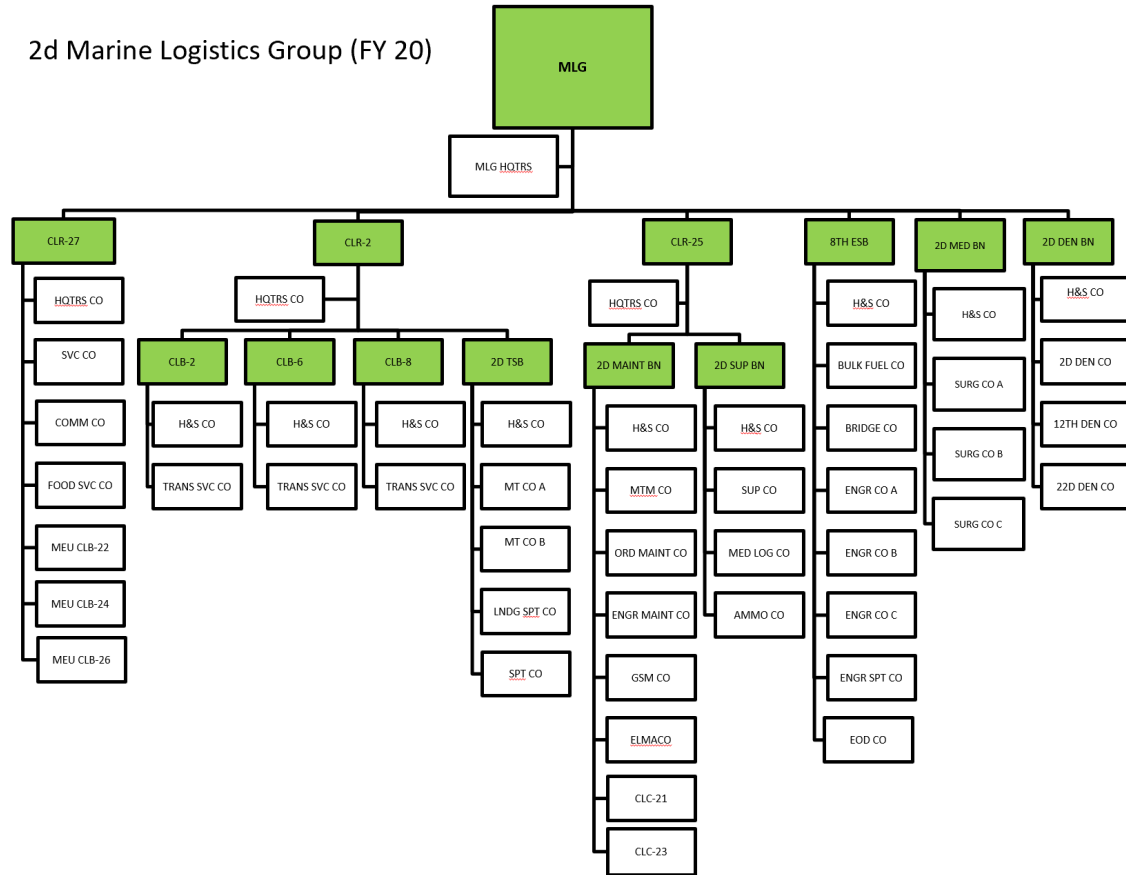 2d Marine Logistics Group (FY 20)
MLG
MLG HQTRS
CLR-27
HQTRS CO
SVC CO
COMM CO
FOOD SVC CO
MEU CLB-22
MEU CLB-24
MEU CLB-26
CLR-2
HQTRS CO
CLB-2
H&S CO
TRANS SVC CO
CLB-6
H&S CO
TRANS SVC CO
CLB-8
H&S CO
TRANS SVC CO
2D TSB
H&S CO
MT CO A
MT CO B
LNDG SPT CO
SPT CO
CLR-25
HQTRS CO
2D MAINT BN
H&S CO
MTM CO
ORD MAINT CO
ENGR MAINT CO
GSM CO
ELMACO
CLC-21
CLC-23
2D SUP BN
H&S CO
SUP CO
MED LOG CO
AMMO CO
8TH ESB
H&S CO
BULK FUEL CO
BRIDGE CO
ENGR CO A
ENGR CO B
ENGR CO C
ENGR SPT CO
EOD CO
2D MED BN
H&S CO
SURG CO A
SURG CO B
SURG CO C
2D DEN BN
H&S CO
2D DEN CO
12TH DEN CO
22D DEN CO